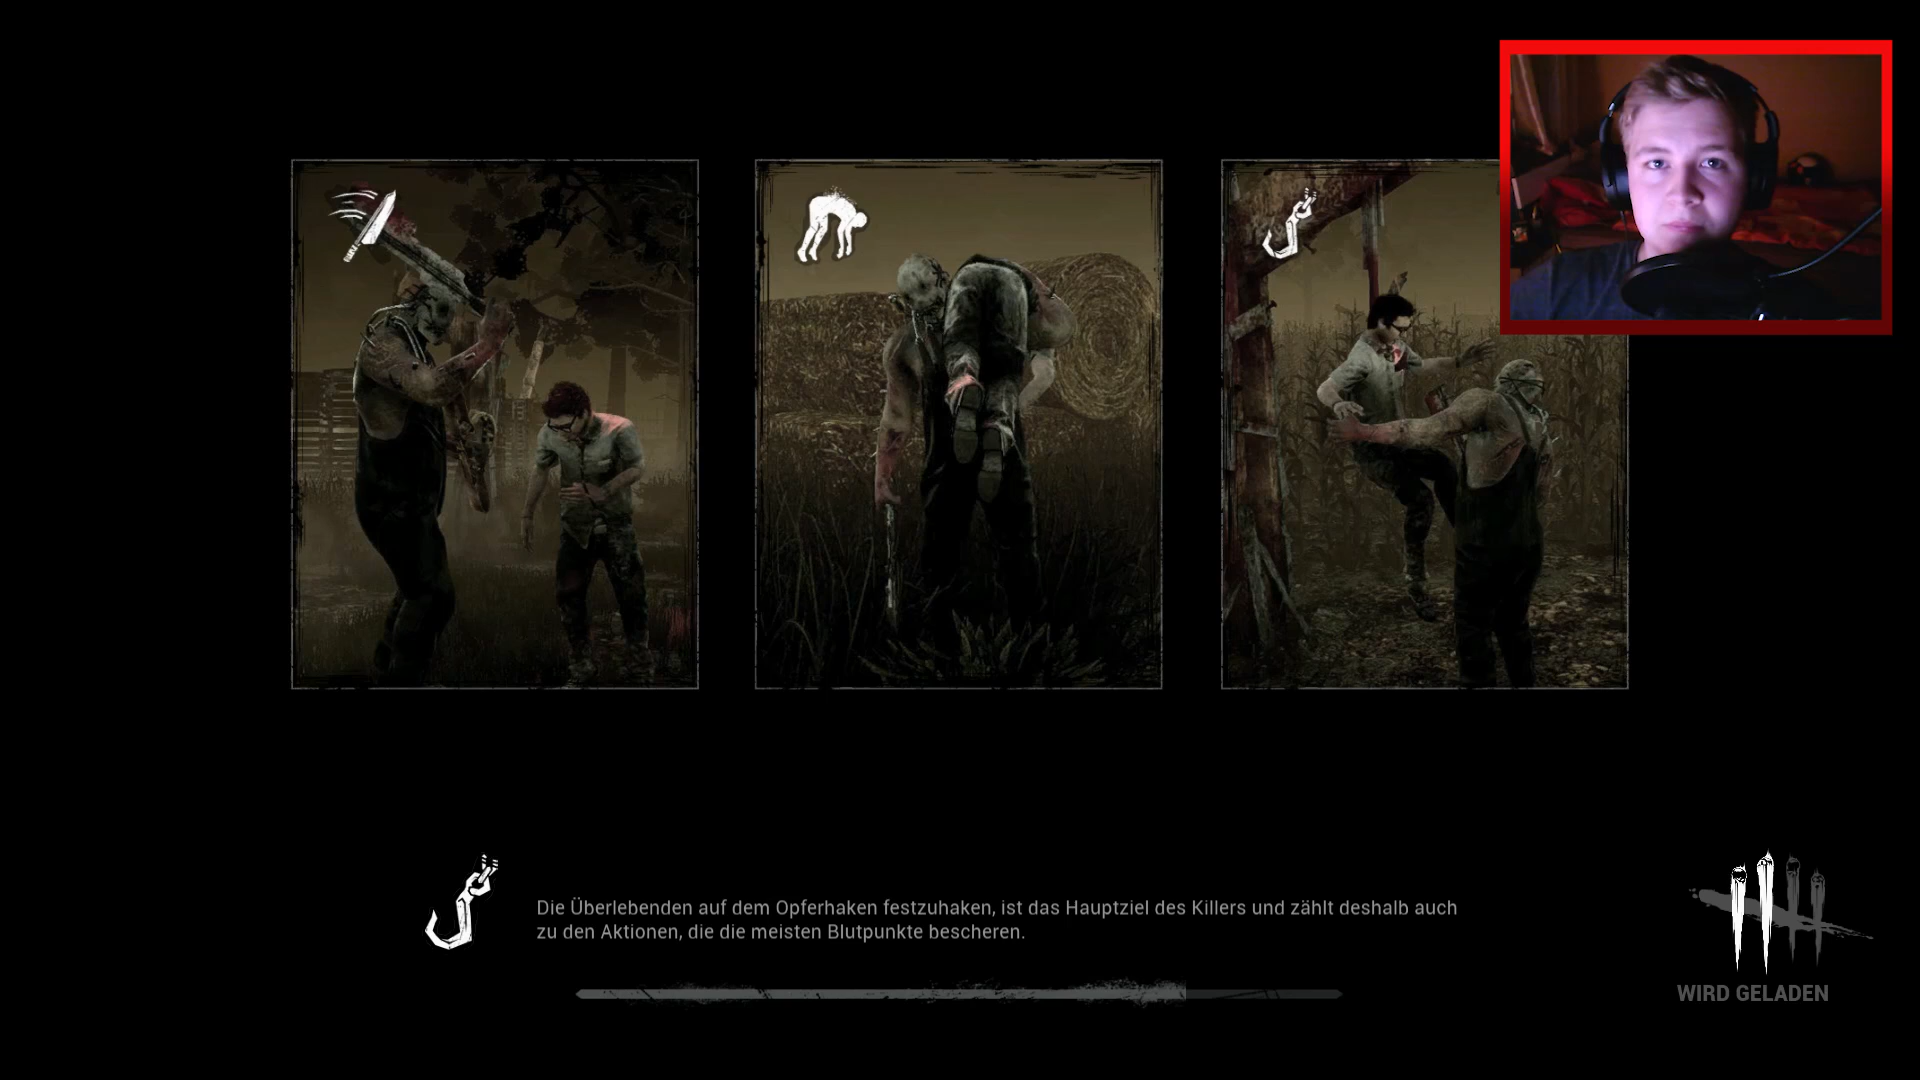 Die Überlebenden auf dem Opferhaken festzuhaken, ist das Hauptziel des Killers und zählt deshalb auch
zu den Aktionen, die die meisten Blutpunkte bescheren.
WIRD GELADEN